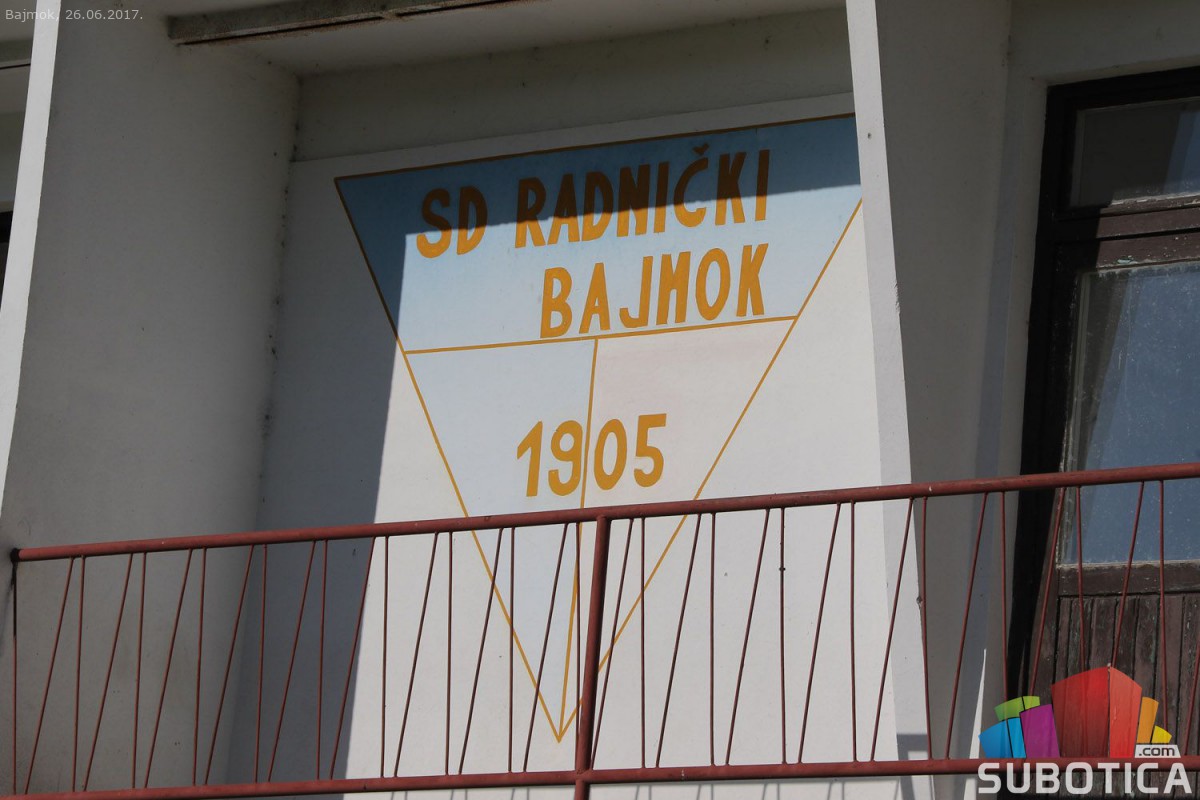 Bajmok, 26.06.2017.
SD RADNIČKI
BAJMOK
1905
.com
SUBOTICA